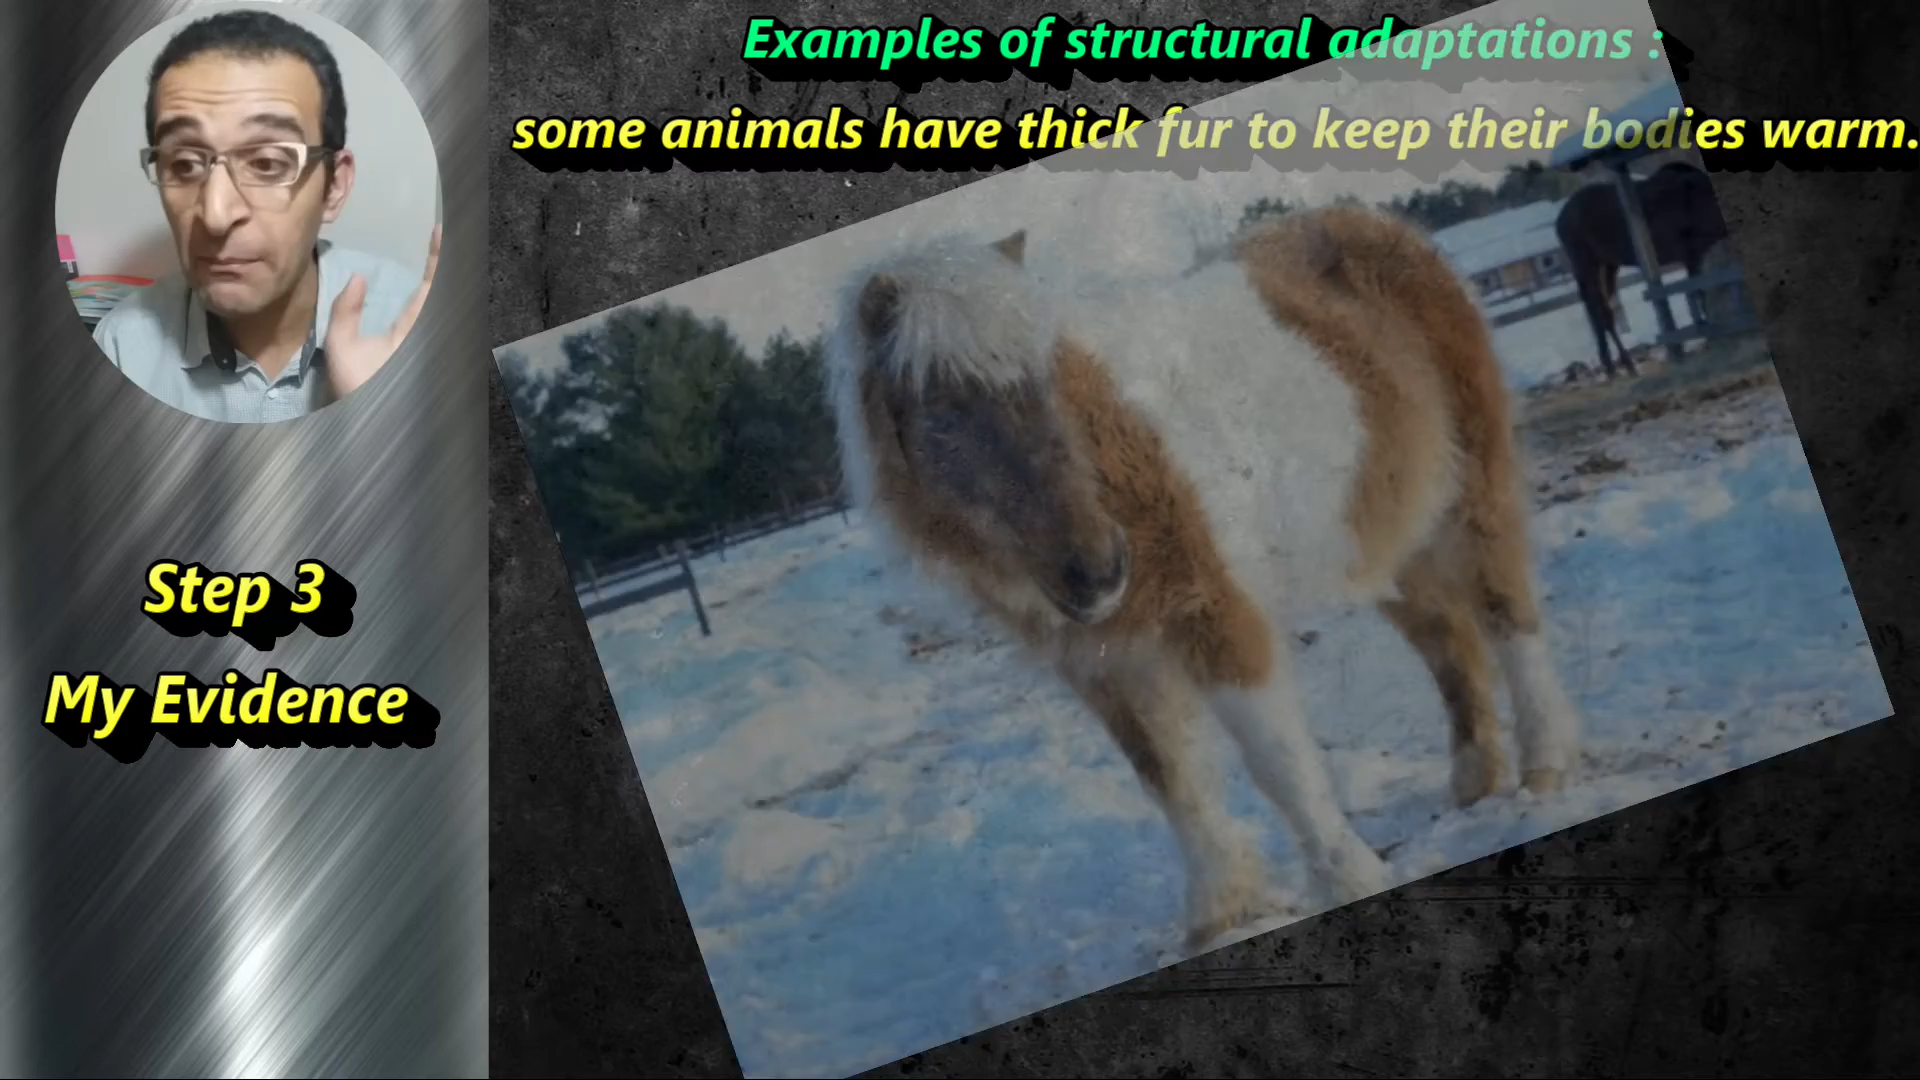 Examples of structural adaptations :
some animals have thick fur to keep their bodies warm.
Step 3
My Evidence